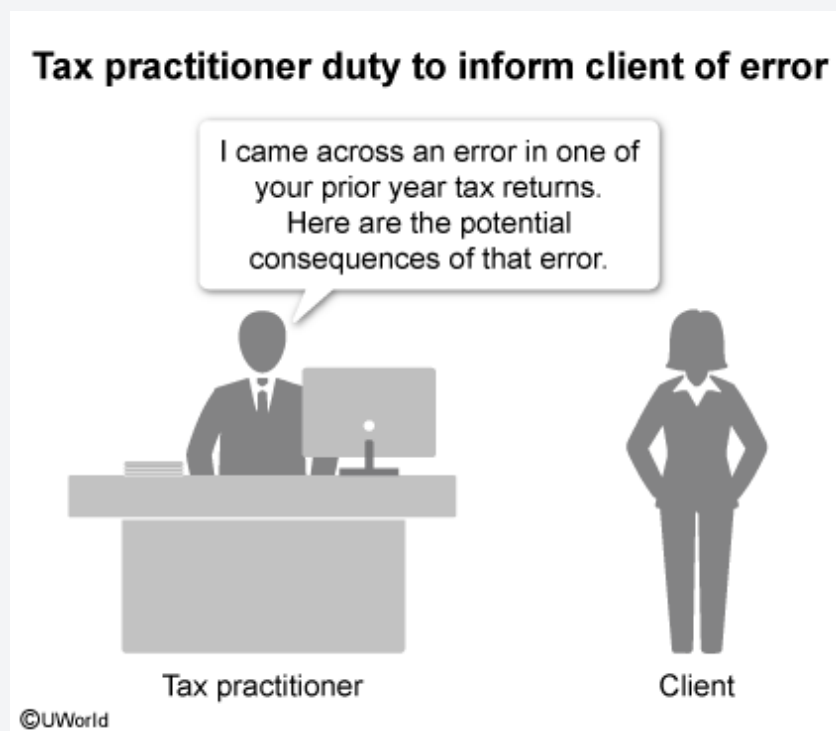 Tax practitioner duty to inform client of error
I came across an error in one of
your prior year tax returns.
Here are the potential
consequences of that error.
Tax practitioner
Client
©UWorld